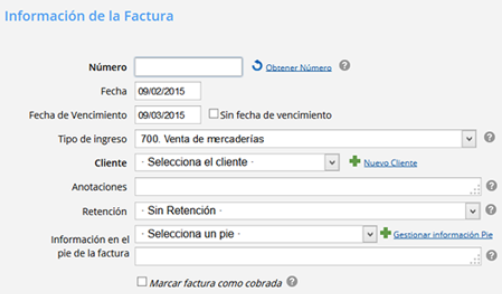 Información de la Factura
Número Obtener Número ?
Fecha 09/02/2015
Fecha de Vencimiento 09/03/2015 Sin fecha de vencimiento
Tipo de ingreso 700. Venta de mercaderías ?
Cliente - Selecciona el cliente - Nuevo Cliente
Anotaciones ?
Retención - Sin Retención - ?
Información en el pie de la factura - Selecciona un pie - Gestionar información Pie
?
Marcar factura como cobrada ?